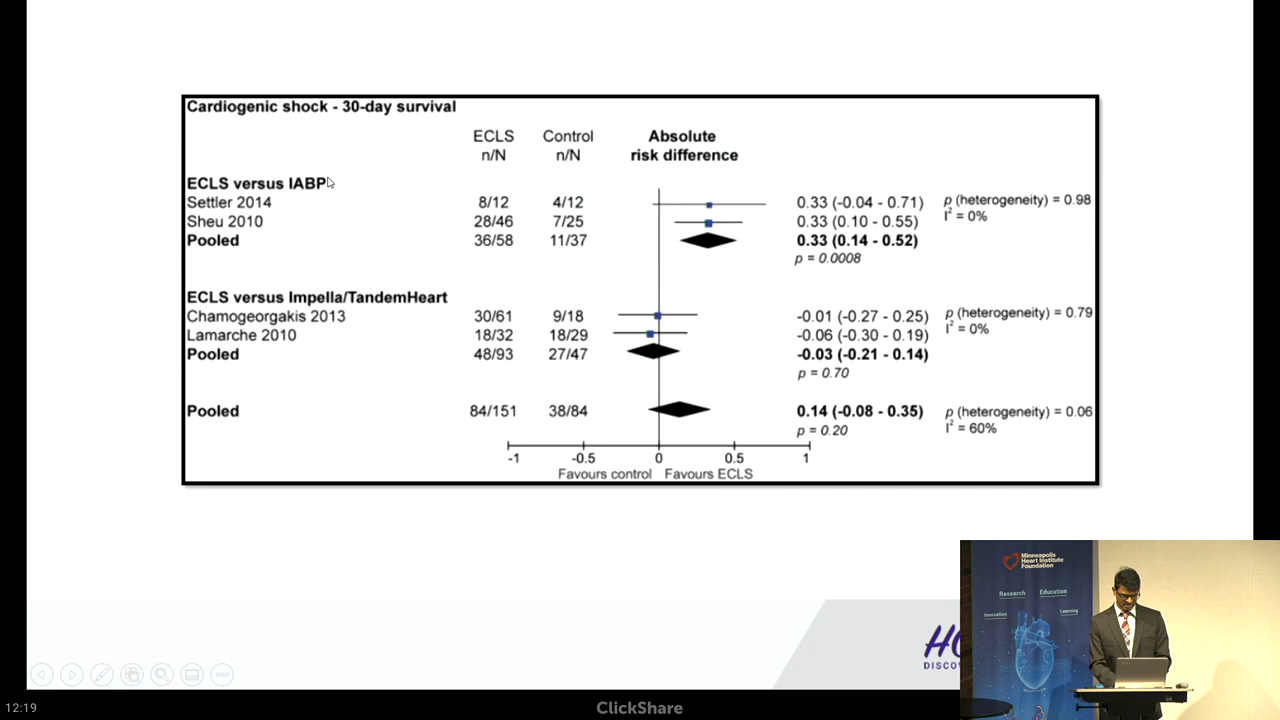 Cardiogenic shock - 30-day survival
ECLS Control Absolute
n/N n/N risk difference
ECLS versus IABP
Settler 2014 8/12 4/12 0.33 (-0.04 - 0.71) p (heterogeneity) = 0.98
Sheu 2010 28/46 7/25 0.33 (0.10 - 0.55) I² = 0%
Pooled 36/58 11/37 0.33 (0.14 - 0.52)
p = 0.0008
ECLS versus Impella/TandemHeart
Chamogeorgakis 2013 30/61 9/18 -0.01 (-0.27 - 0.25) p (heterogeneity) = 0.79
Lamarche 2010 18/32 18/29 -0.06 (-0.30 - 0.19) I² = 0%
Pooled 48/93 27/47 -0.03 (-0.21 - 0.14)
p = 0.70
Pooled 84/151 38/84 0.14 (-0.08 - 0.35) p (heterogeneity) = 0.06
p = 0.20 I² = 60%
-1 -0.5 0 0.5 1
Favours control Favours ECLS
Minneapolis
Heart Institute
Foundation
Research Education
Innovation Learning
12:19
ClickShare